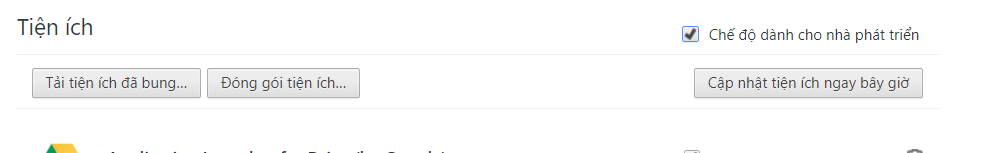 Tiện ích
Chế độ dành cho nhà phát triển
Tải tiện ích đã bung...
Đóng gói tiện ích...
Cập nhật tiện ích ngay bây giờ